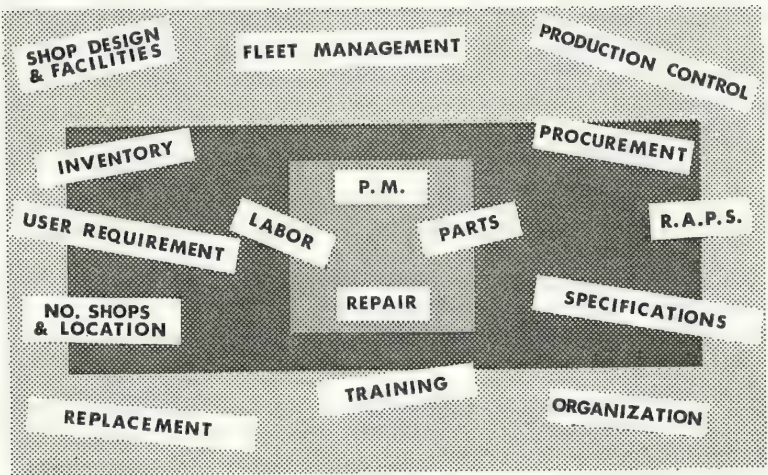 SHOP DESIGN
& FACILITIES
FLEET MANAGEMENT
PRODUCTION CONTROL
INVENTORY
PROCUREMENT
P.M.
USER REQUIREMENT
LABOR
PARTS
R.A.P.S.
NO. SHOPS
& LOCATION
REPAIR
SPECIFICATIONS
TRAINING
REPLACEMENT
ORGANIZATION